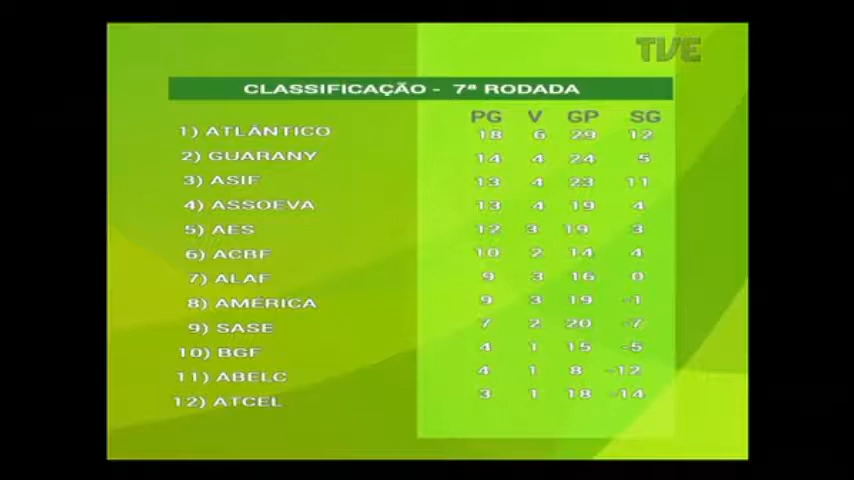 TVE
CLASSIFICAÇÃO - 7ª RODADA
PG V GP SG
1) ATLÂNTICO 18 6 29 12
2) GUARANY 14 4 24 5
3) ASIF 13 4 23 11
4) ASSOEVA 13 4 19 4
5) AES 12 3 19 3
6) ACBF 10 2 14 4
7) ALAF 9 3 16 0
8) AMÉRICA 9 3 19 -1
9) SASE 7 2 20 -7
10) BGF 4 1 15 -5
11) ABELC 4 1 8 -12
12) ATCEL 3 1 18 -14